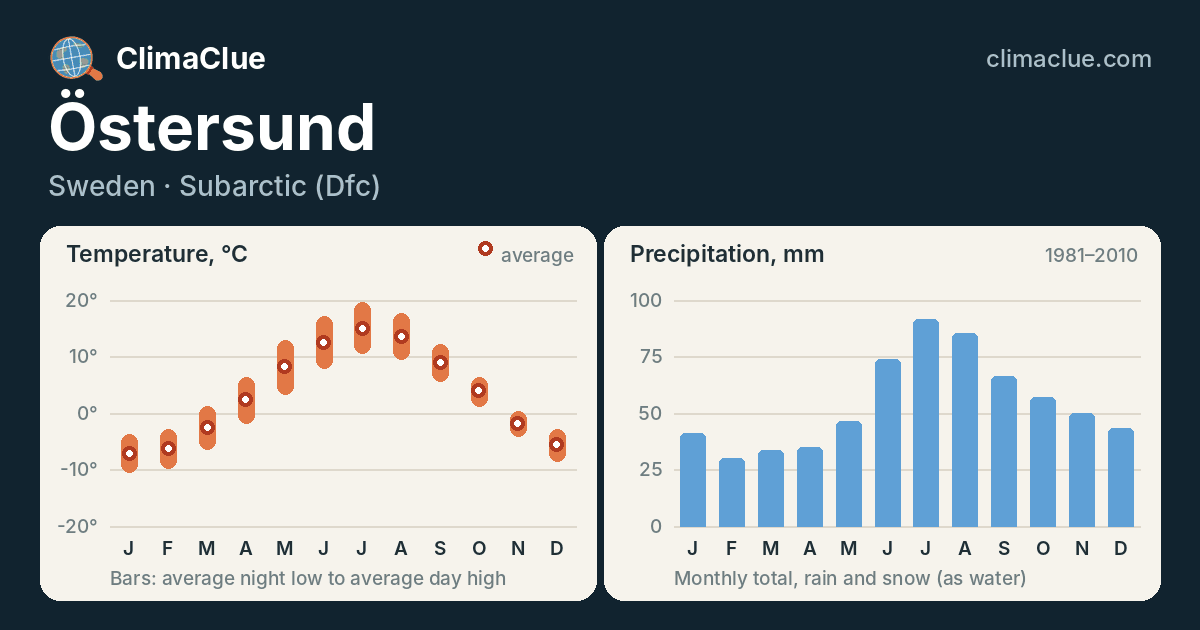 ClimaClue
climaclue.com
Östersund
Sweden · Subarctic (Dfc)
Temperature, °C
average
20°
10°
0°
-10°
-20°
J F M A M J J A S O N D
Bars: average night low to average day high
Precipitation, mm
1981–2010
100
75
50
25
0
J F M A M J J A S O N D
Monthly total, rain and snow (as water)